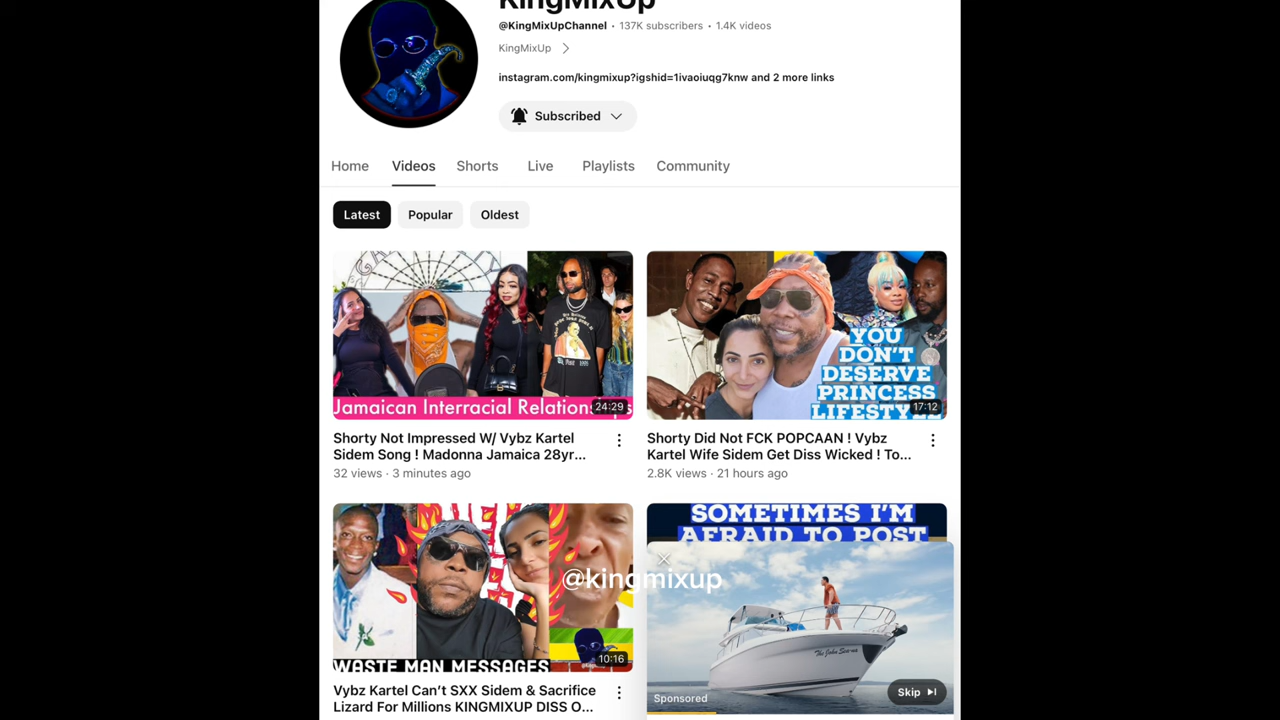 KingMixUp
@KingMixUpChannel • 137K subscribers • 1.4K videos
KingMixUp
instagram.com/kingmixup?igshid=1ivaoiuqg7knw and 2 more links
Subscribed
Home Videos Shorts Live Playlists Community
Latest Popular Oldest
Jamaican Interracial Relationships
24:29
Shorty Not Impressed W/ Vybz Kartel
Sidem Song ! Madonna Jamaica 28yr...
32 views • 3 minutes ago
YOU
DON'T
DESERVE
PRINCESS
LIFESTYLE
17:12
Shorty Did Not FCK POPCAAN ! Vybz
Kartel Wife Sidem Get Diss Wicked ! To...
2.8K views • 21 hours ago
WASTE MAN MESSAGES
10:16
Vybz Kartel Can't SXX Sidem & Sacrifice
Lizard For Millions KINGMIXUP DISS O...
SOMETIMES I'M
AFRAID TO POST
@kingmixup
Sponsored
Skip